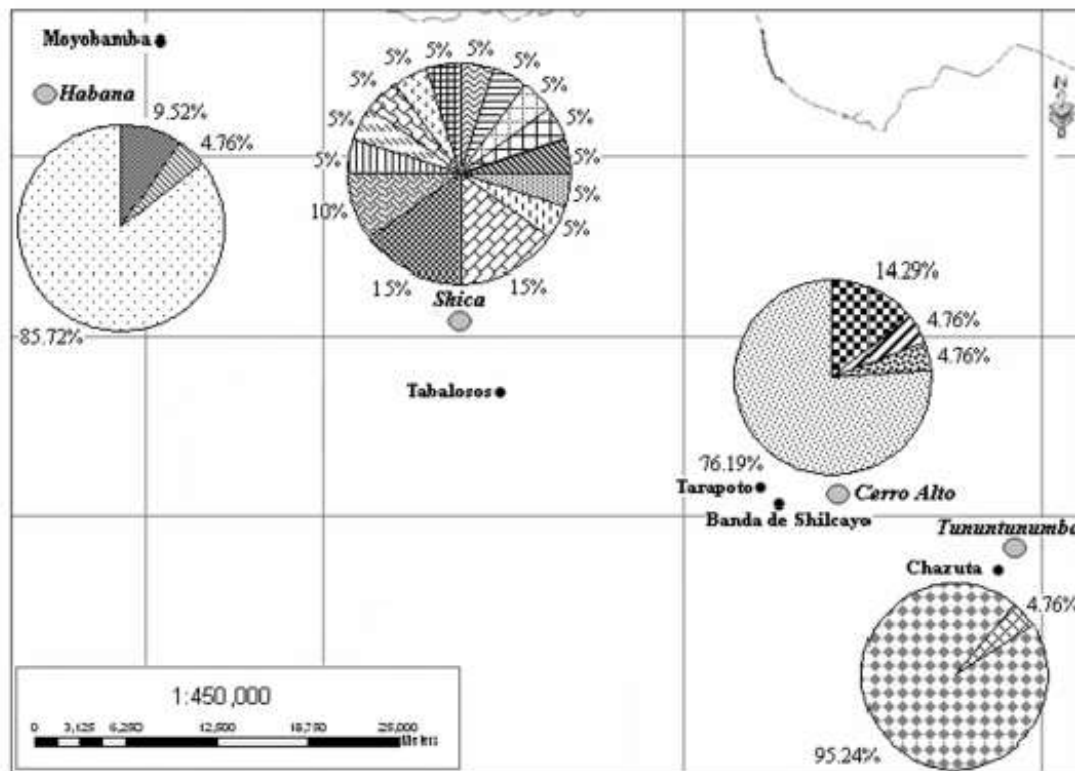 Moyobamba
Habana
9.52%
4.76%
85.72%
5%
5%
5%
5%
5%
5%
5%
5%
5%
5%
5%
5%
10%
15%
15%
Shica
Tabalosos
14.29%
4.76%
4.76%
76.19%
Tarapoto
Cerro Alto
Banda de Shilcayo
Tununtunumba
Chazuta
4.76%
95.24%
1:450,000
0 3,125 6,250 12,500 18,750 25,000
N